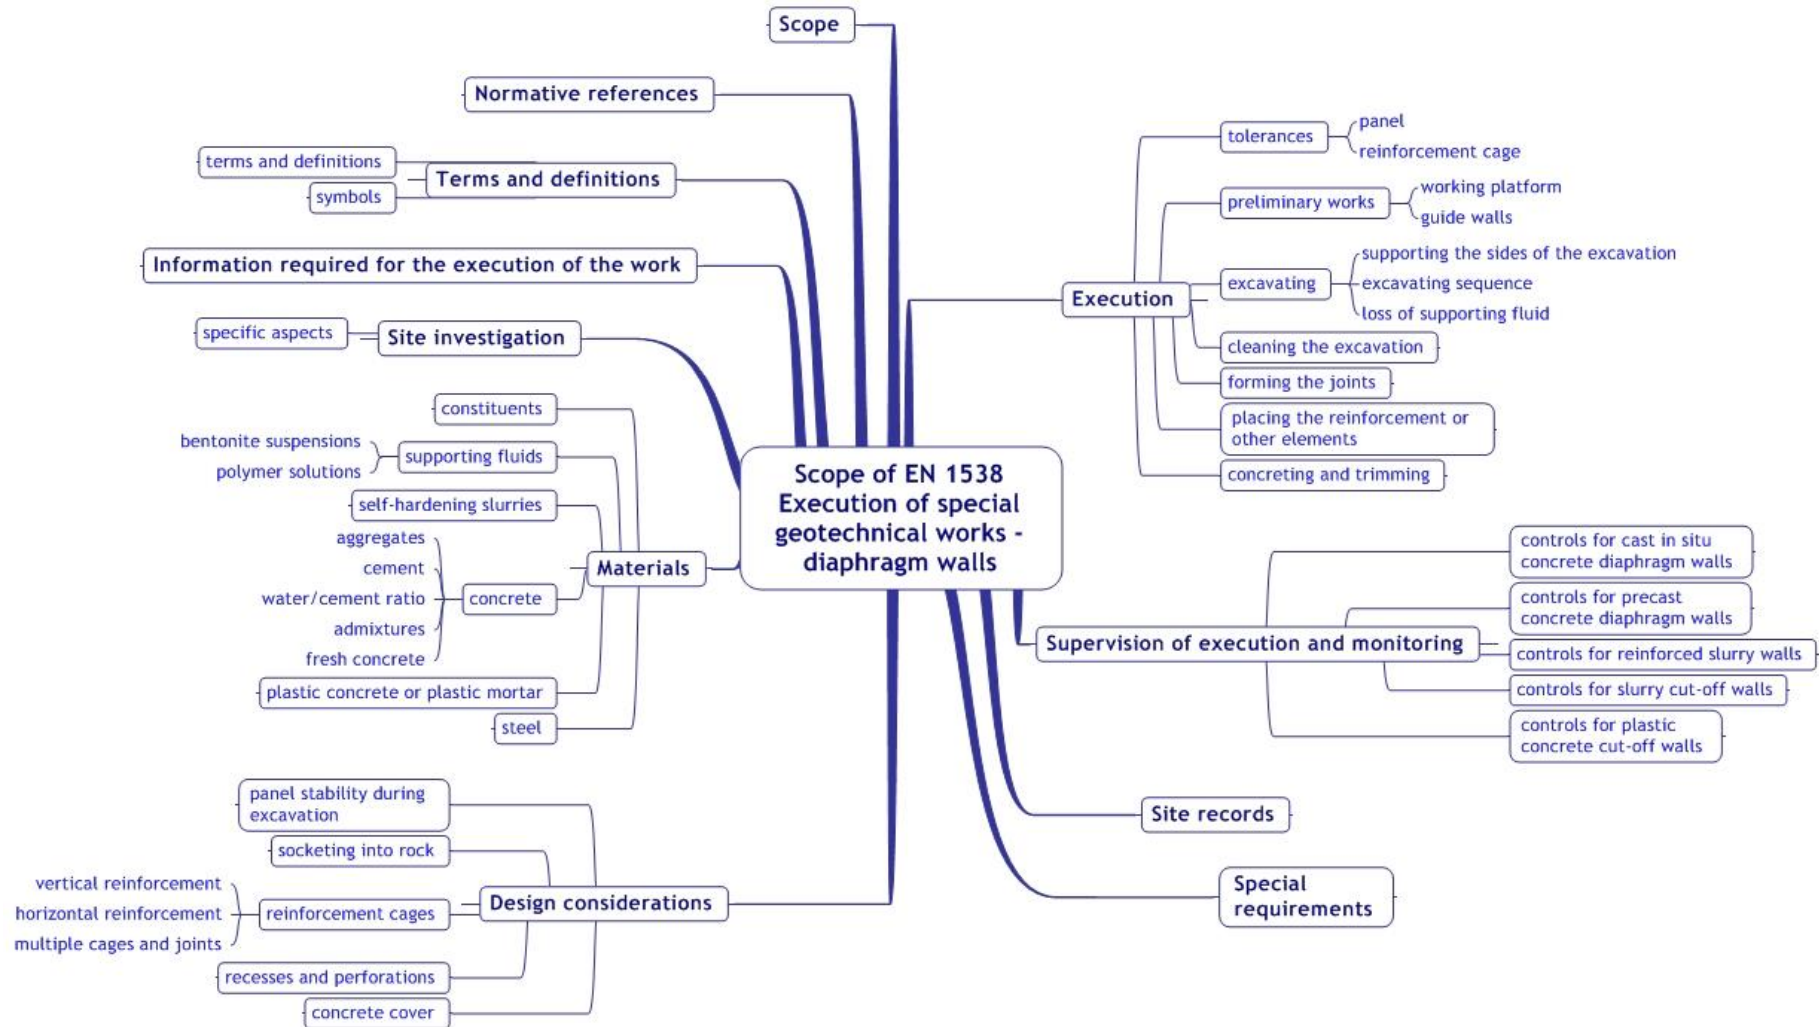 Scope
Normative references
terms and definitions
symbols
Terms and definitions
Information required for the execution of the work
specific aspects
Site investigation
constituents
bentonite suspensions
polymer solutions
supporting fluids
self-hardening slurries
aggregates
cement
water/cement ratio
admixtures
fresh concrete
concrete
Materials
plastic concrete or plastic mortar
steel
panel stability during
excavation
socketing into rock
vertical reinforcement
horizontal reinforcement
multiple cages and joints
reinforcement cages
Design considerations
recesses and perforations
concrete cover
Scope of EN 1538
Execution of special
geotechnical works -
diaphragm walls
Execution
tolerances
panel
reinforcement cage
preliminary works
working platform
guide walls
excavating
supporting the sides of the excavation
excavating sequence
loss of supporting fluid
cleaning the excavation
forming the joints
placing the reinforcement or
other elements
concreting and trimming
Supervision of execution and monitoring
controls for cast in situ
concrete diaphragm walls
controls for precast
concrete diaphragm walls
controls for reinforced slurry walls
controls for slurry cut-off walls
controls for plastic
concrete cut-off walls
Site records
Special
requirements